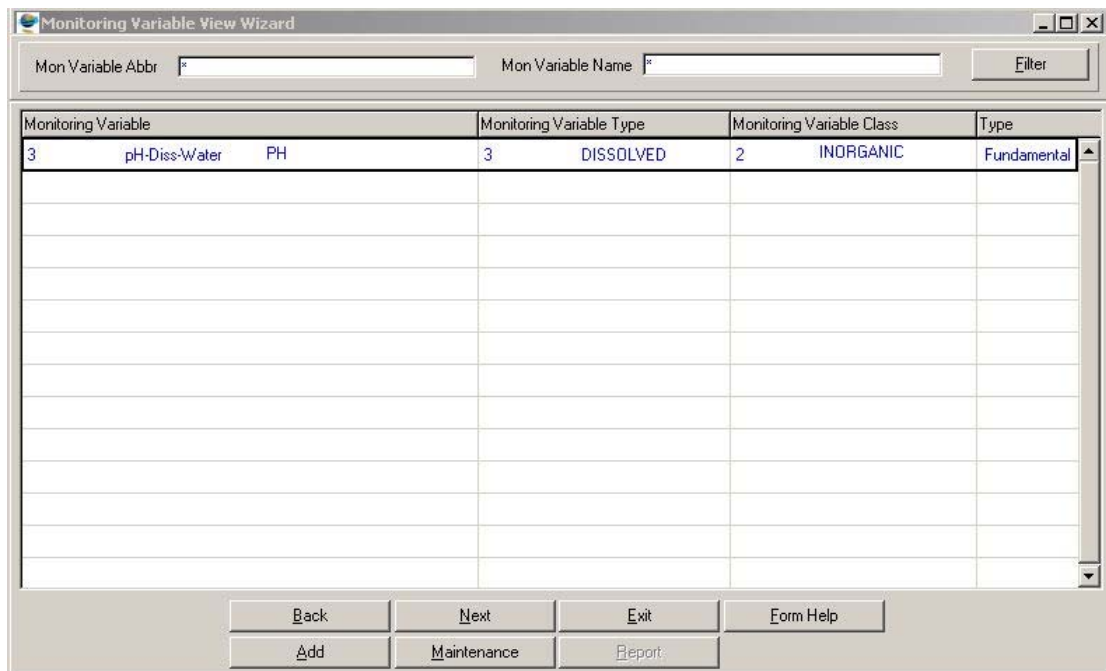 Monitoring Variable View Wizard
Mon Variable Abbr * Mon Variable Name * Filter
Monitoring Variable Monitoring Variable Type Monitoring Variable Class Type
3 pH-Diss-Water PH 3 DISSOLVED 2 INORGANIC Fundamental
Back Next Exit Form Help
Add Maintenance Report